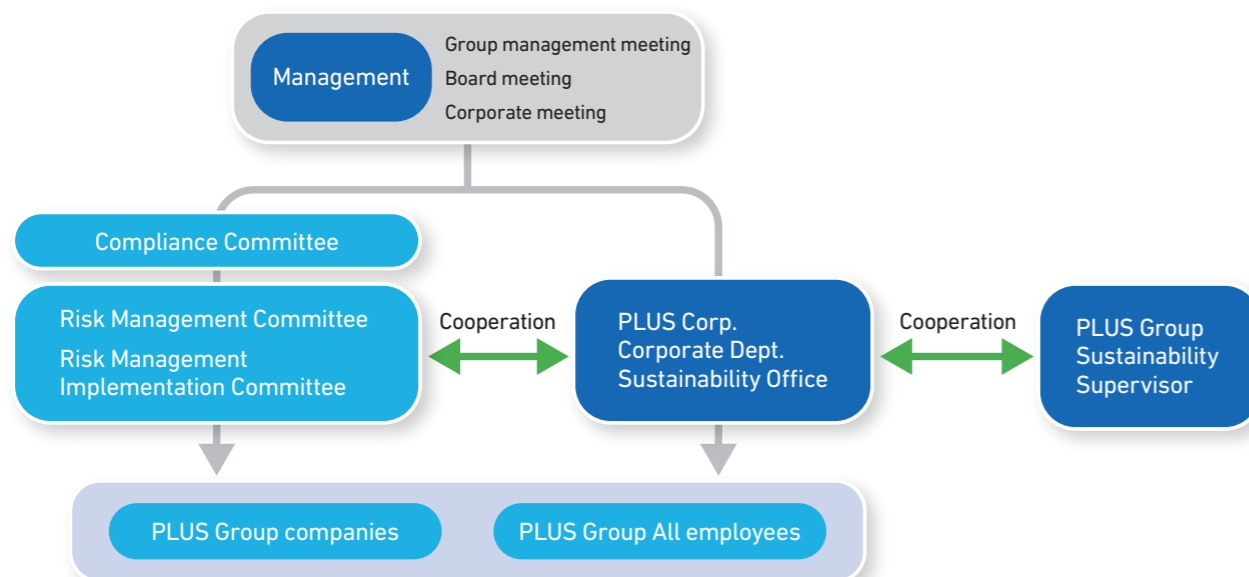 Management
Group management meeting
Board meeting
Corporate meeting
Compliance Committee
Risk Management Committee
Risk Management
Implementation Committee
Cooperation
PLUS Corp.
Corporate Dept.
Sustainability Office
Cooperation
PLUS Group
Sustainability
Supervisor
PLUS Group companies
PLUS Group All employees